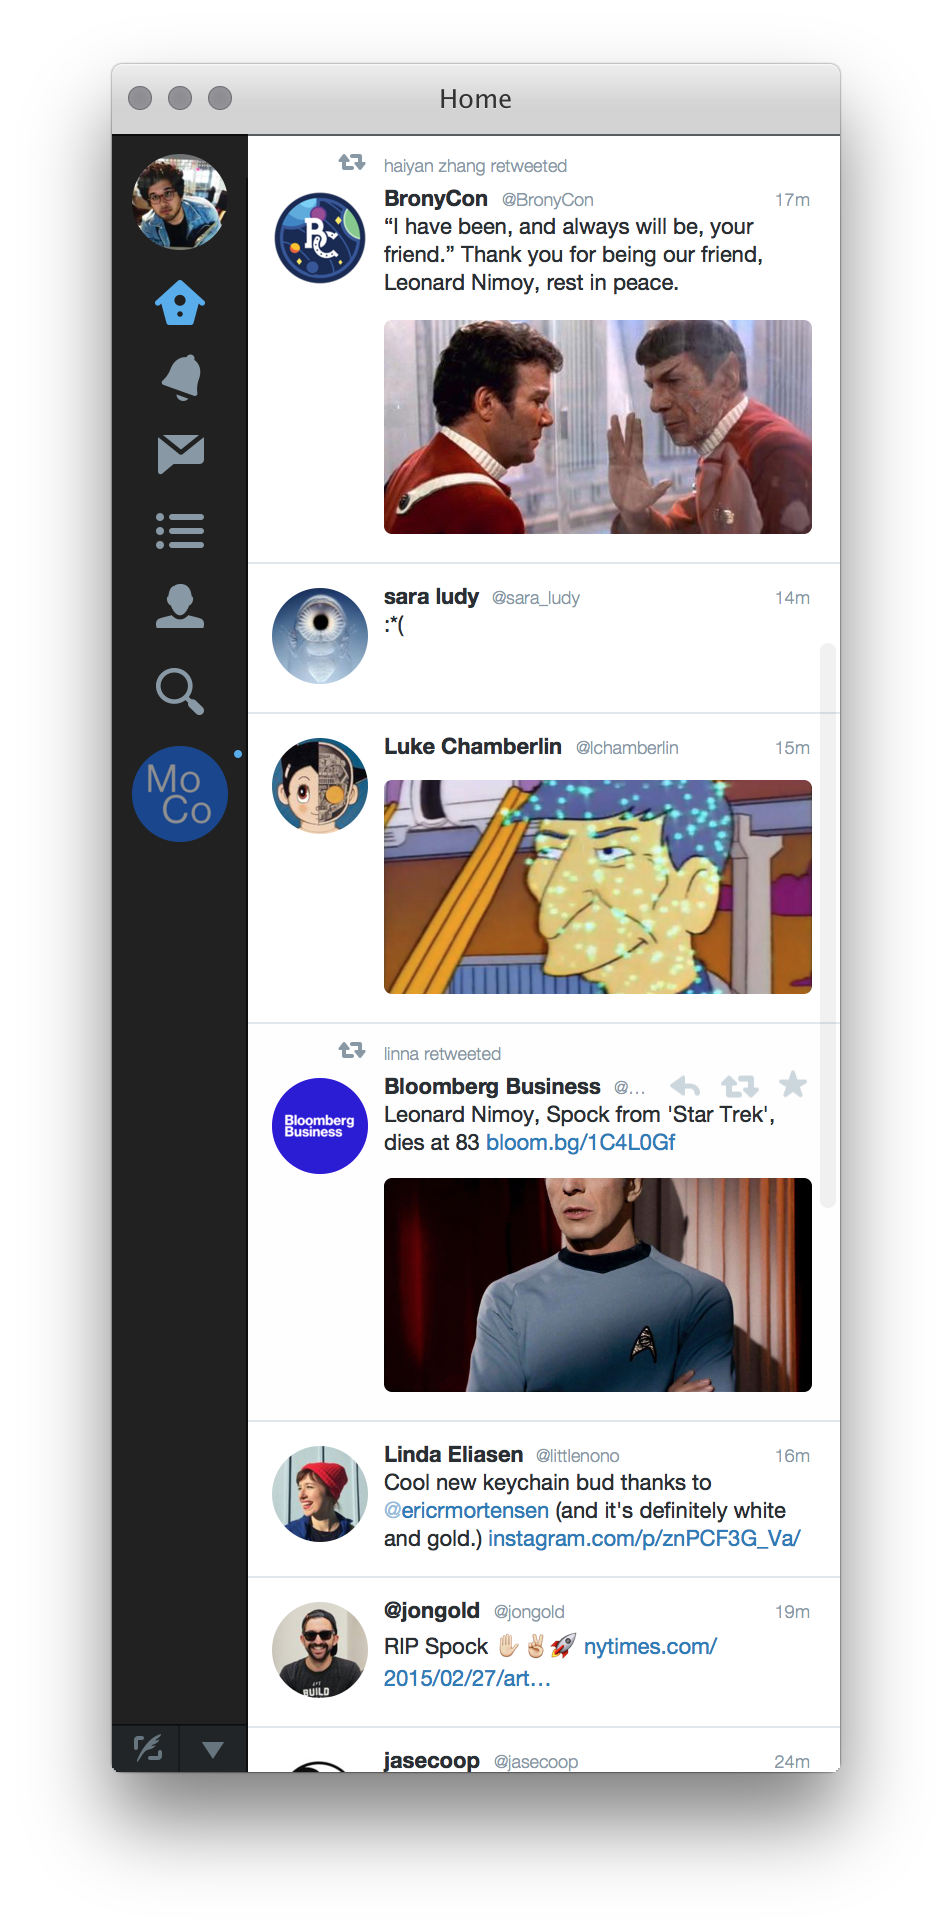 Home
haiyan zhang retweeted
BronyCon @BronyCon 17m
“I have been, and always will be, your
friend.” Thank you for being our friend,
Leonard Nimoy, rest in peace.
BC
sara ludy @sara_ludy 14m
:*(
Luke Chamberlin @lchamberlin 15m
Mo
Co
linna retweeted
Bloomberg Business @...
Bloomberg
Business
Leonard Nimoy, Spock from 'Star Trek',
dies at 83 bloom.bg/1C4L0Gf
Linda Eliasen @littlenono 16m
Cool new keychain bud thanks to
@ericrmortensen (and it's definitely white
and gold.) instagram.com/p/znPCF3G_Va/
@jongold @jongold 19m
RIP Spock ✋🏻✌🏻🚀 nytimes.com/
2015/02/27/art…
BUILD
jasecoop @jasecoop 24m